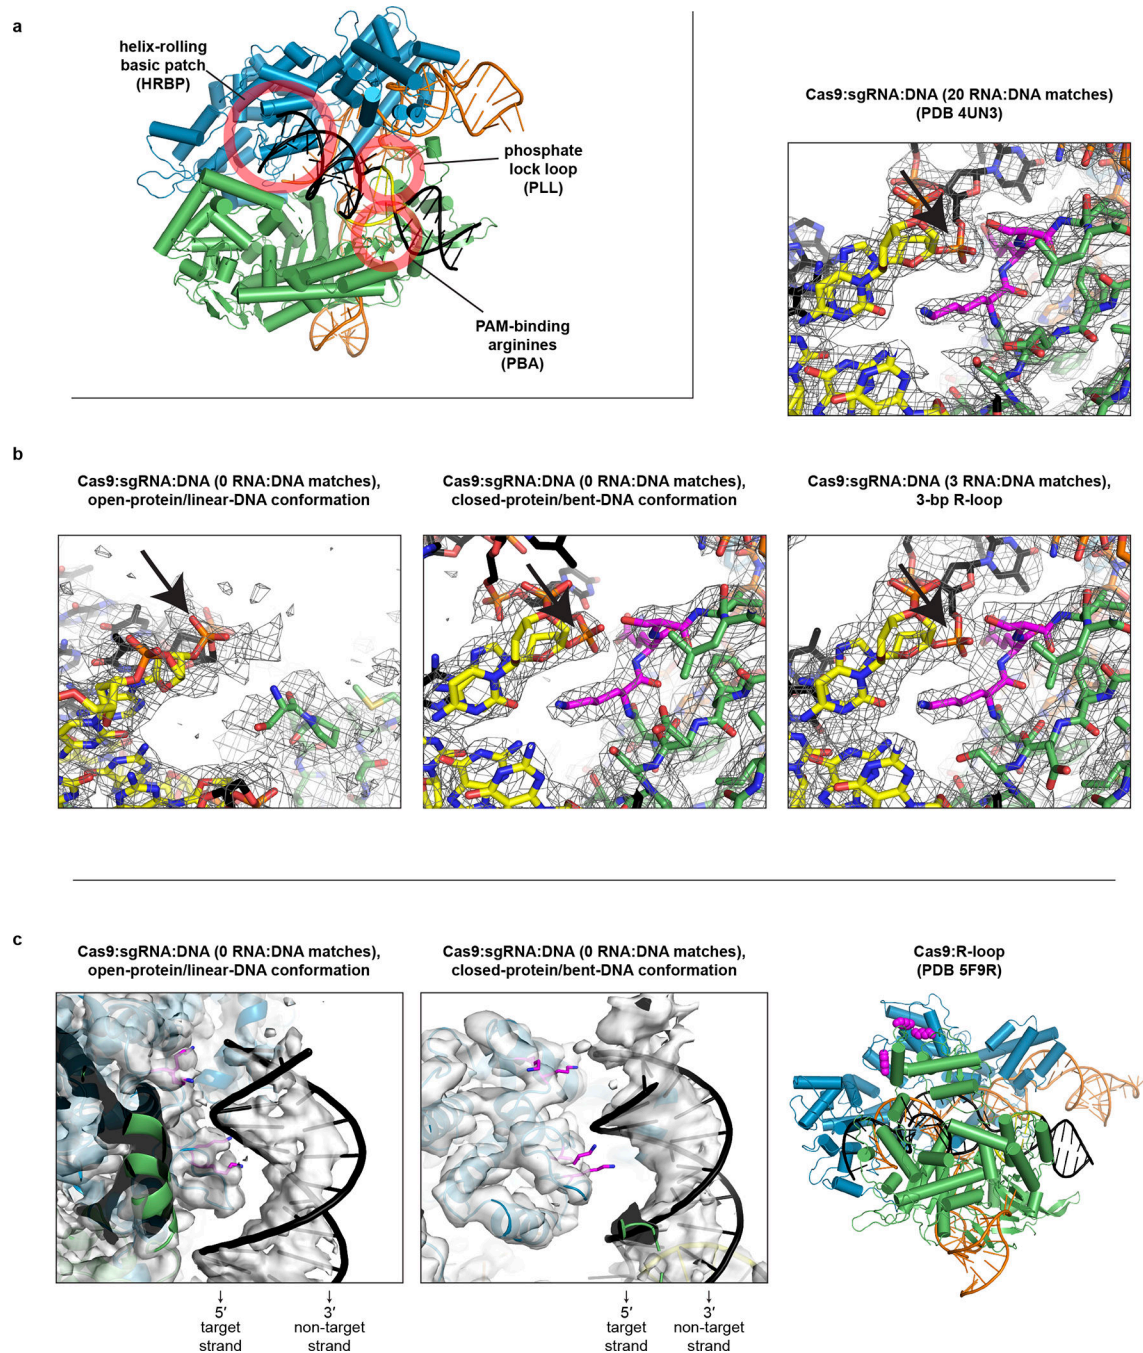 a
helix-rolling
basic patch
(HRBP)
phosphate
lock loop
(PLL)
PAM-binding
arginines
(PBA)
Cas9:sgRNA:DNA (20 RNA:DNA matches)
(PDB 4UN3)
b
Cas9:sgRNA:DNA (0 RNA:DNA matches),
open-protein/linear-DNA conformation
Cas9:sgRNA:DNA (0 RNA:DNA matches),
closed-protein/bent-DNA conformation
Cas9:sgRNA:DNA (3 RNA:DNA matches),
3-bp R-loop
c
Cas9:sgRNA:DNA (0 RNA:DNA matches),
open-protein/linear-DNA conformation
Cas9:sgRNA:DNA (0 RNA:DNA matches),
closed-protein/bent-DNA conformation
Cas9:R-loop
(PDB 5F9R)
5′
target
strand
3′
non-target
strand
5′
target
strand
3′
non-target
strand